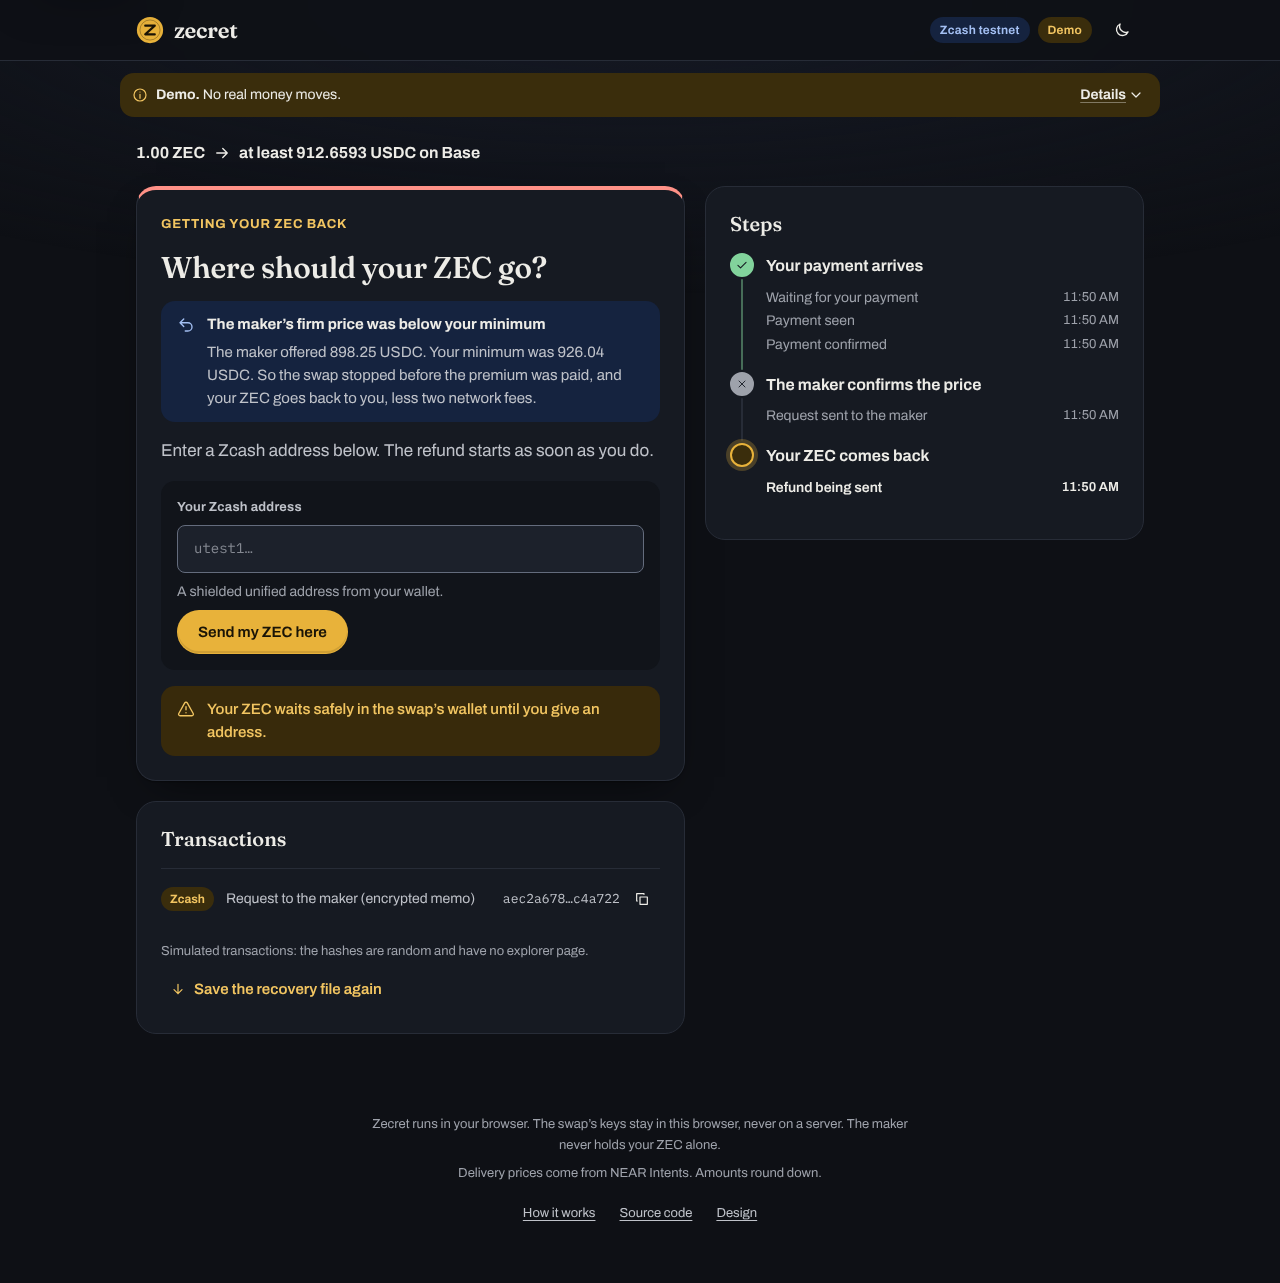 zecret
Zcash testnet
Demo
Demo. No real money moves.
Details
1.00 ZEC → at least 912.6593 USDC on Base
GETTING YOUR ZEC BACK
Where should your ZEC go?
The maker’s firm price was below your minimum
The maker offered 898.25 USDC. Your minimum was 926.04
USDC. So the swap stopped before the premium was paid, and
your ZEC goes back to you, less two network fees.
Enter a Zcash address below. The refund starts as soon as you do.
Your Zcash address
utest1…
A shielded unified address from your wallet.
Send my ZEC here
Your ZEC waits safely in the swap’s wallet until you give an
address.
Steps
Your payment arrives
Waiting for your payment 11:50 AM
Payment seen 11:50 AM
Payment confirmed 11:50 AM
The maker confirms the price
Request sent to the maker 11:50 AM
Your ZEC comes back
Refund being sent 11:50 AM
Transactions
Zcash Request to the maker (encrypted memo) aec2a678…c4a722
Simulated transactions: the hashes are random and have no explorer page.
Save the recovery file again
Zecret runs in your browser. The swap’s keys stay in this browser, never on a server. The maker
never holds your ZEC alone.
Delivery prices come from NEAR Intents. Amounts round down.
How it works Source code Design